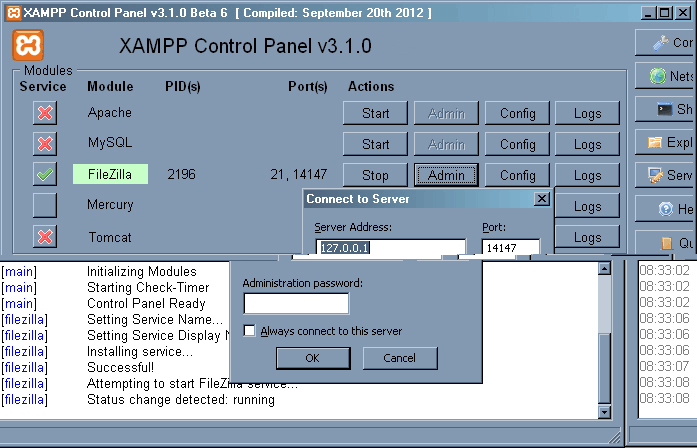 XAMPP Control Panel v3.1.0 Beta 6 [ Compiled: September 20th 2012 ]
XAMPP Control Panel v3.1.0
Modules
Service Module PID(s) Port(s) Actions
Apache Start Admin Config Logs
MySQL Start Admin Config Logs
FileZilla 2196 21, 14147 Stop Admin Config Logs
Mercury Logs
Tomcat Logs
Connect to Server
Server Address: Port:
127.0.0.1 14147
Administration password:
Always connect to this server
OK Cancel
[main] Initializing Modules
[main] Starting Check-Timer
[main] Control Panel Ready
[filezilla] Setting Service Name...
[filezilla] Setting Service Display N
[filezilla] Installing service...
[filezilla] Successful!
[filezilla] Attempting to start FileZilla service...
[filezilla] Status change detected: running
Con
Nets
Sh
Expl
Serv
He
Qu
08:33:02
08:33:02
08:33:02
08:33:06
08:33:06
08:33:06
08:33:07
08:33:08
08:33:08